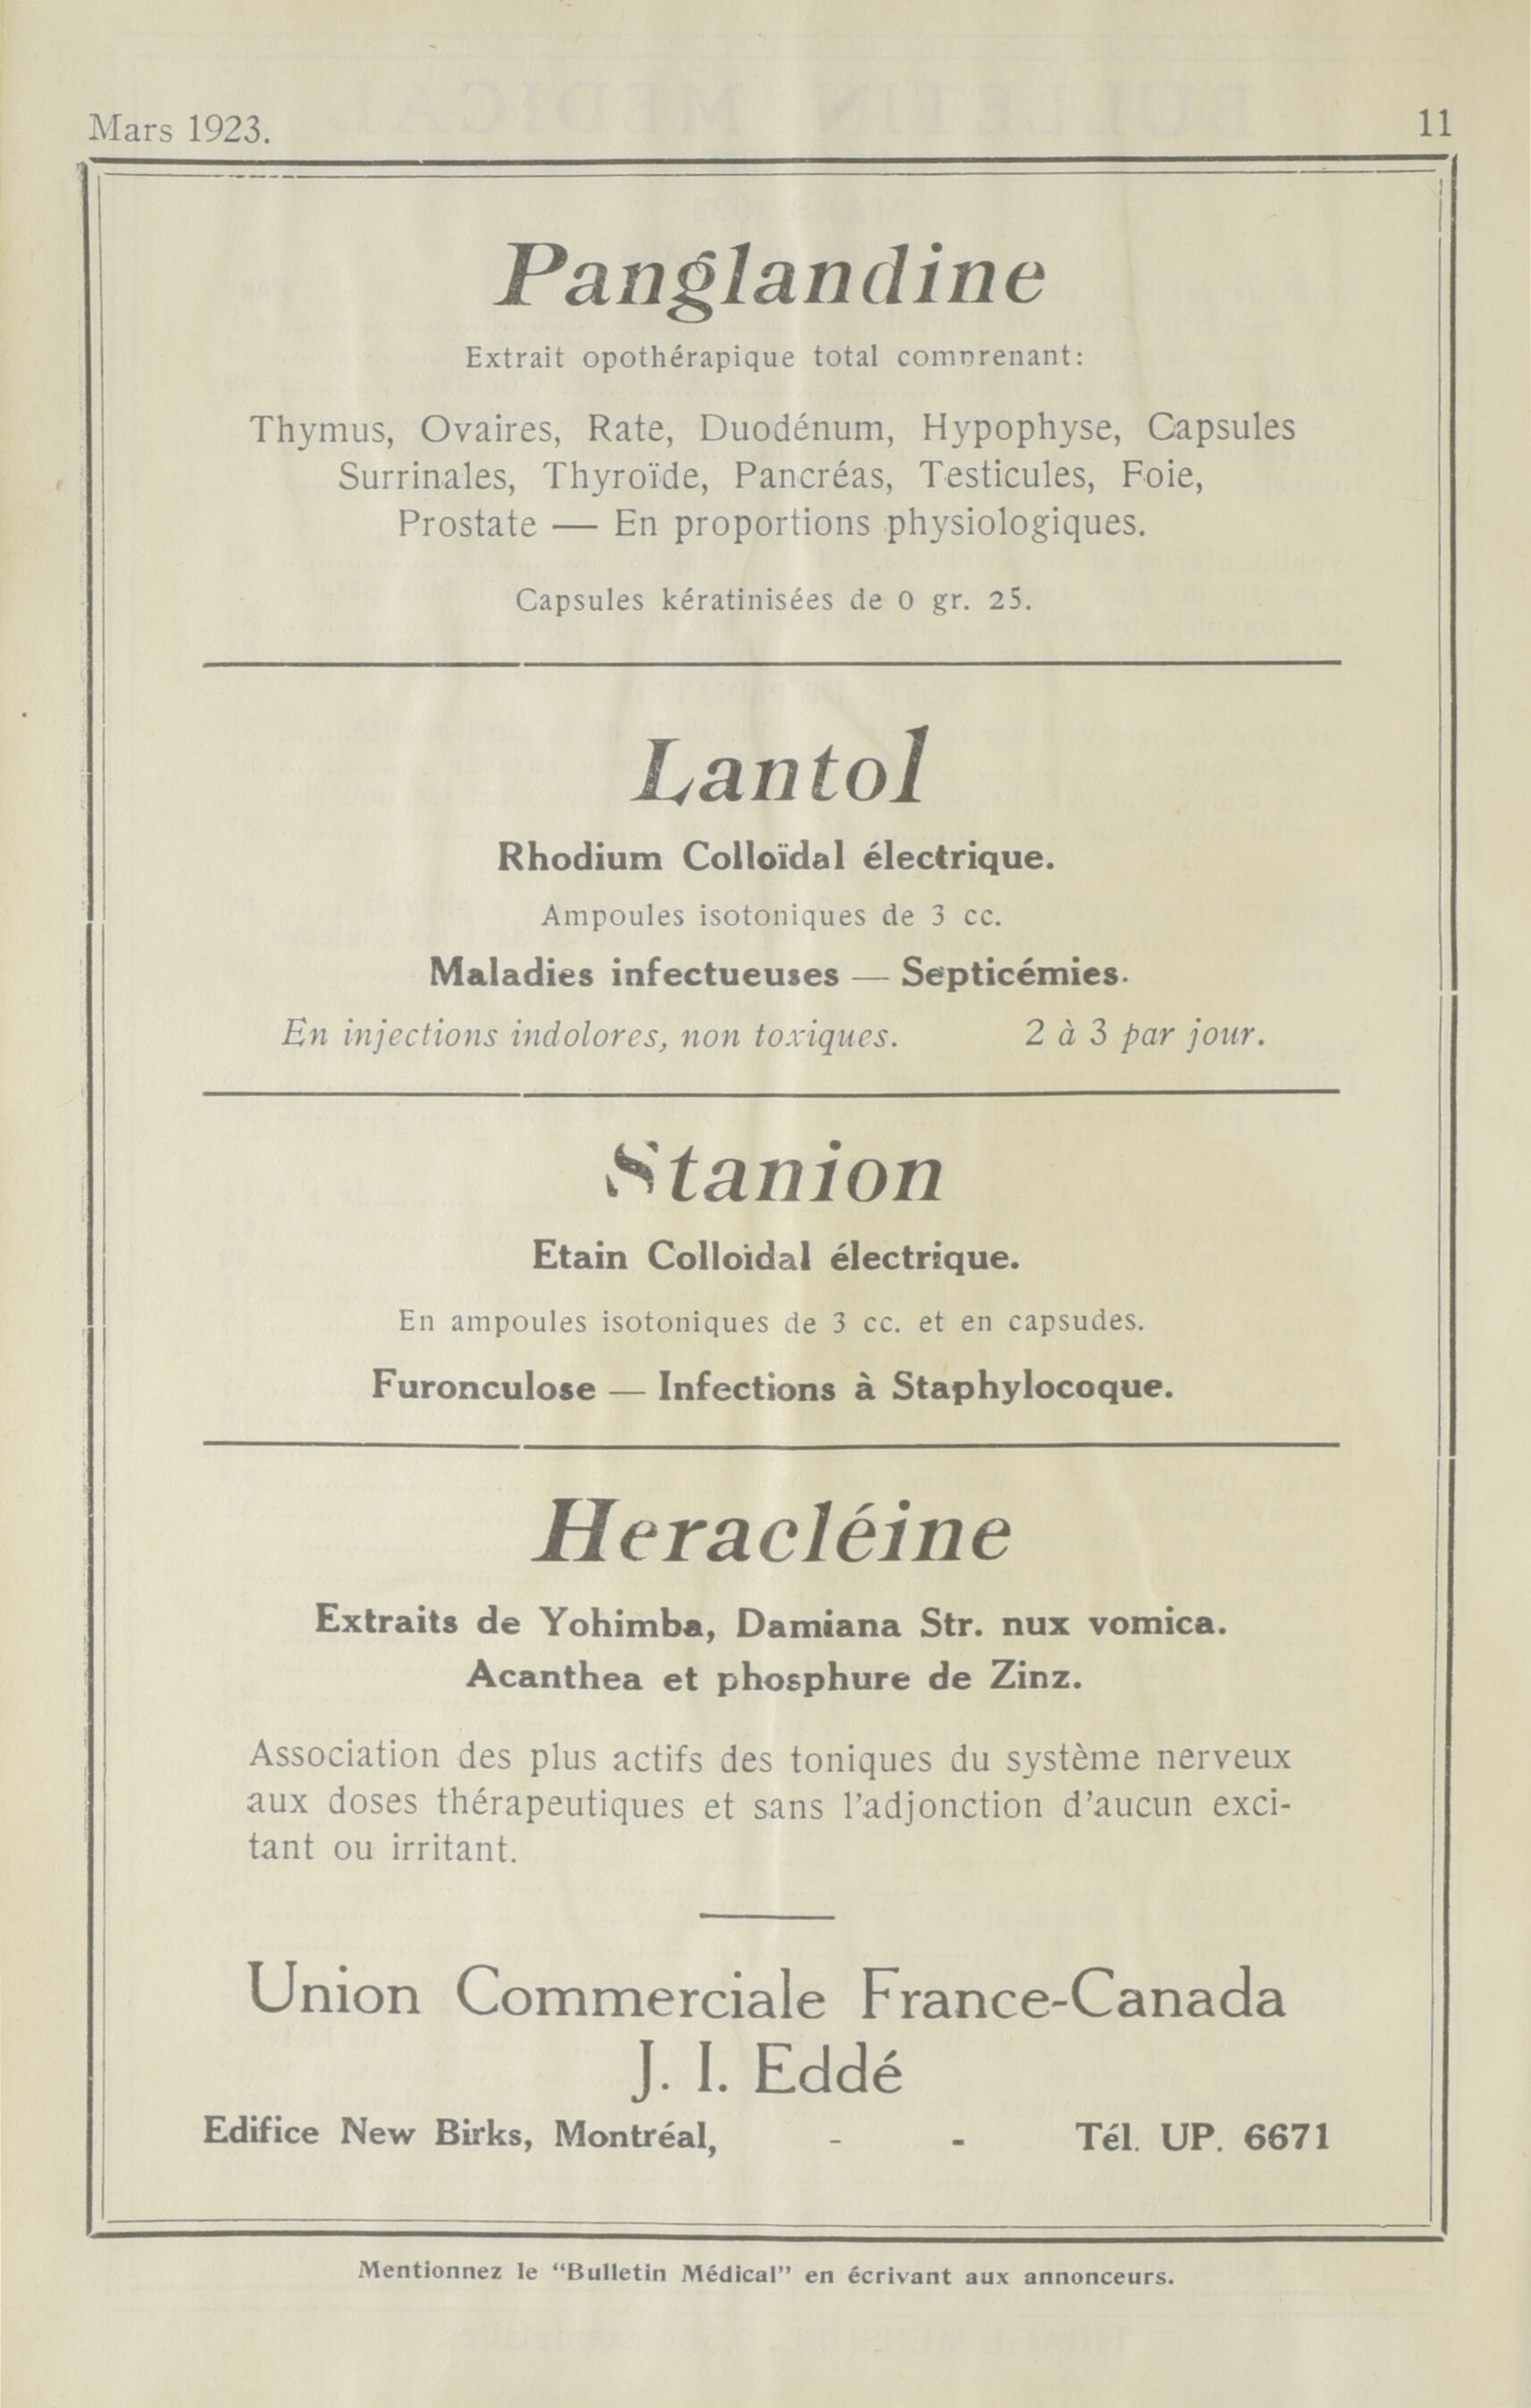 Mars 1923.
11
Panglandine
Extrait opothérapique total comprenant:
Thymus, Ovaires, Rate, Duodénum, Hypophyse, Capsules
Surrinales, Thyroïde, Pancréas, Testicules, Foie,
Prostate — En proportions physiologiques.
Capsules kératinisées de 0 gr. 25.
Lantol
Rhodium Colloïdal électrique.
Ampoules isotoniques de 3 cc.
Maladies infectueuses — Septicémies.
En injections indolores, non toxiques. 2 à 3 par jour.
Stanion
Etain Colloidal électrique.
En ampoules isotoniques de 3 cc. et en capsudes.
Furonculose — Infections à Staphylocoque.
Heracléine
Extraits de Yohimba, Damiana Str. nux vomica.
Acanthea et phosphure de Zinz.
Association des plus actifs des toniques du système nerveux
aux doses thérapeutiques et sans l'adjonction d'aucun exci-
tant ou irritant.
Union Commerciale France-Canada
J. I. Eddé
Edifice New Birks, Montréal, - - Tél. UP. 6671
Mentionnez le "Bulletin Médical" en écrivant aux annonceurs.